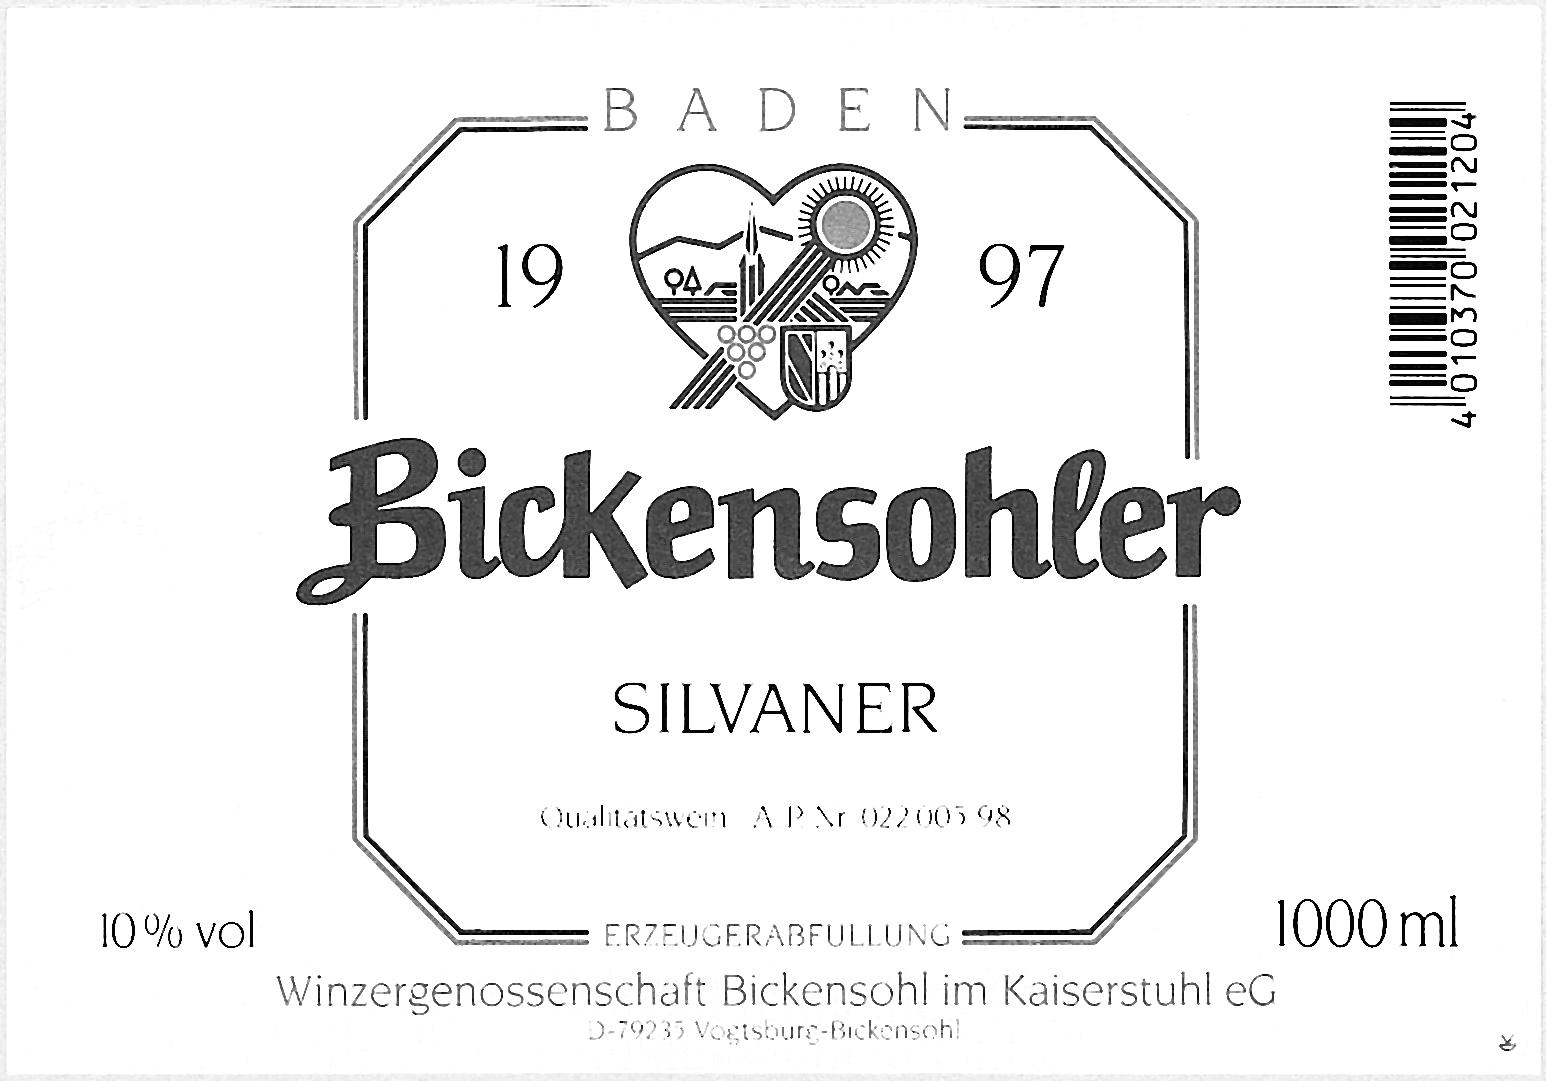 BADEN
19 97
Bickensohler
SILVANER
Qualitätswein A.P.Nr. 022 005 98
10% vol
1000 ml
ERZEUGERABFÜLLUNG
Winzergenossenschaft Bickensohl im Kaiserstuhl eG
D-79235 Vogtsburg-Bickensohl
4 010370 021204